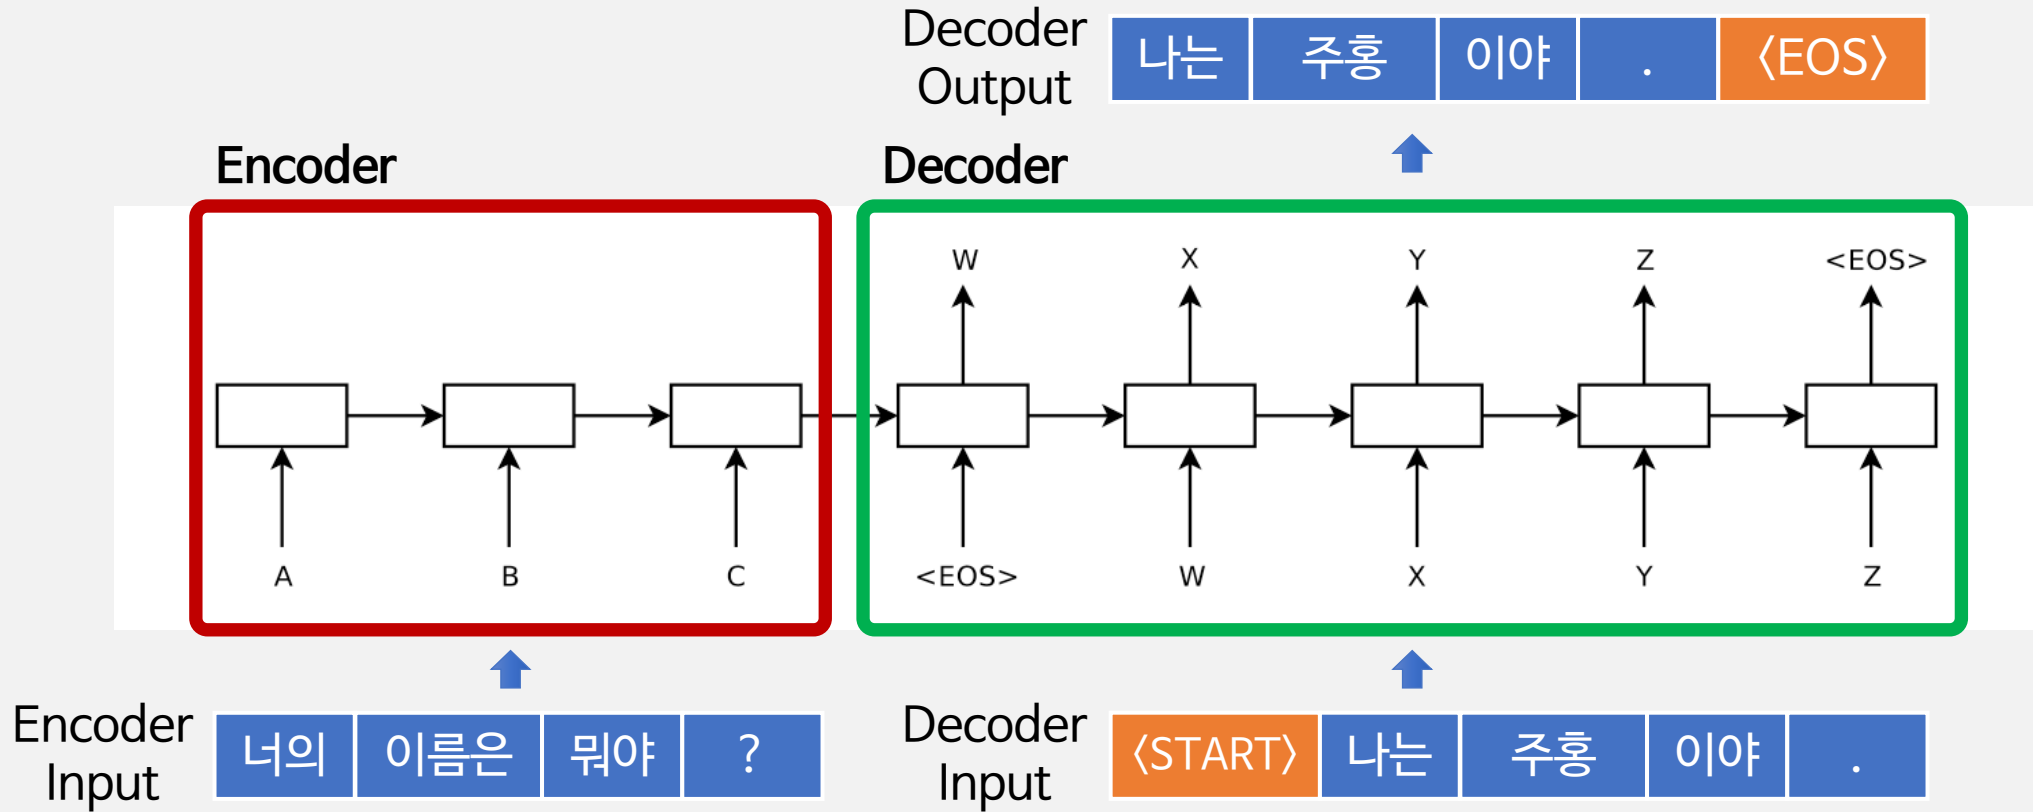 Decoder
Output
나는 주홍 이야 . 〈EOS〉
Encoder
Decoder
W X Y Z <EOS>
A B C <EOS> W X Y Z
Encoder
Input
너의 이름은 뭐야 ?
Decoder
Input
〈START〉 나는 주홍 이야 .